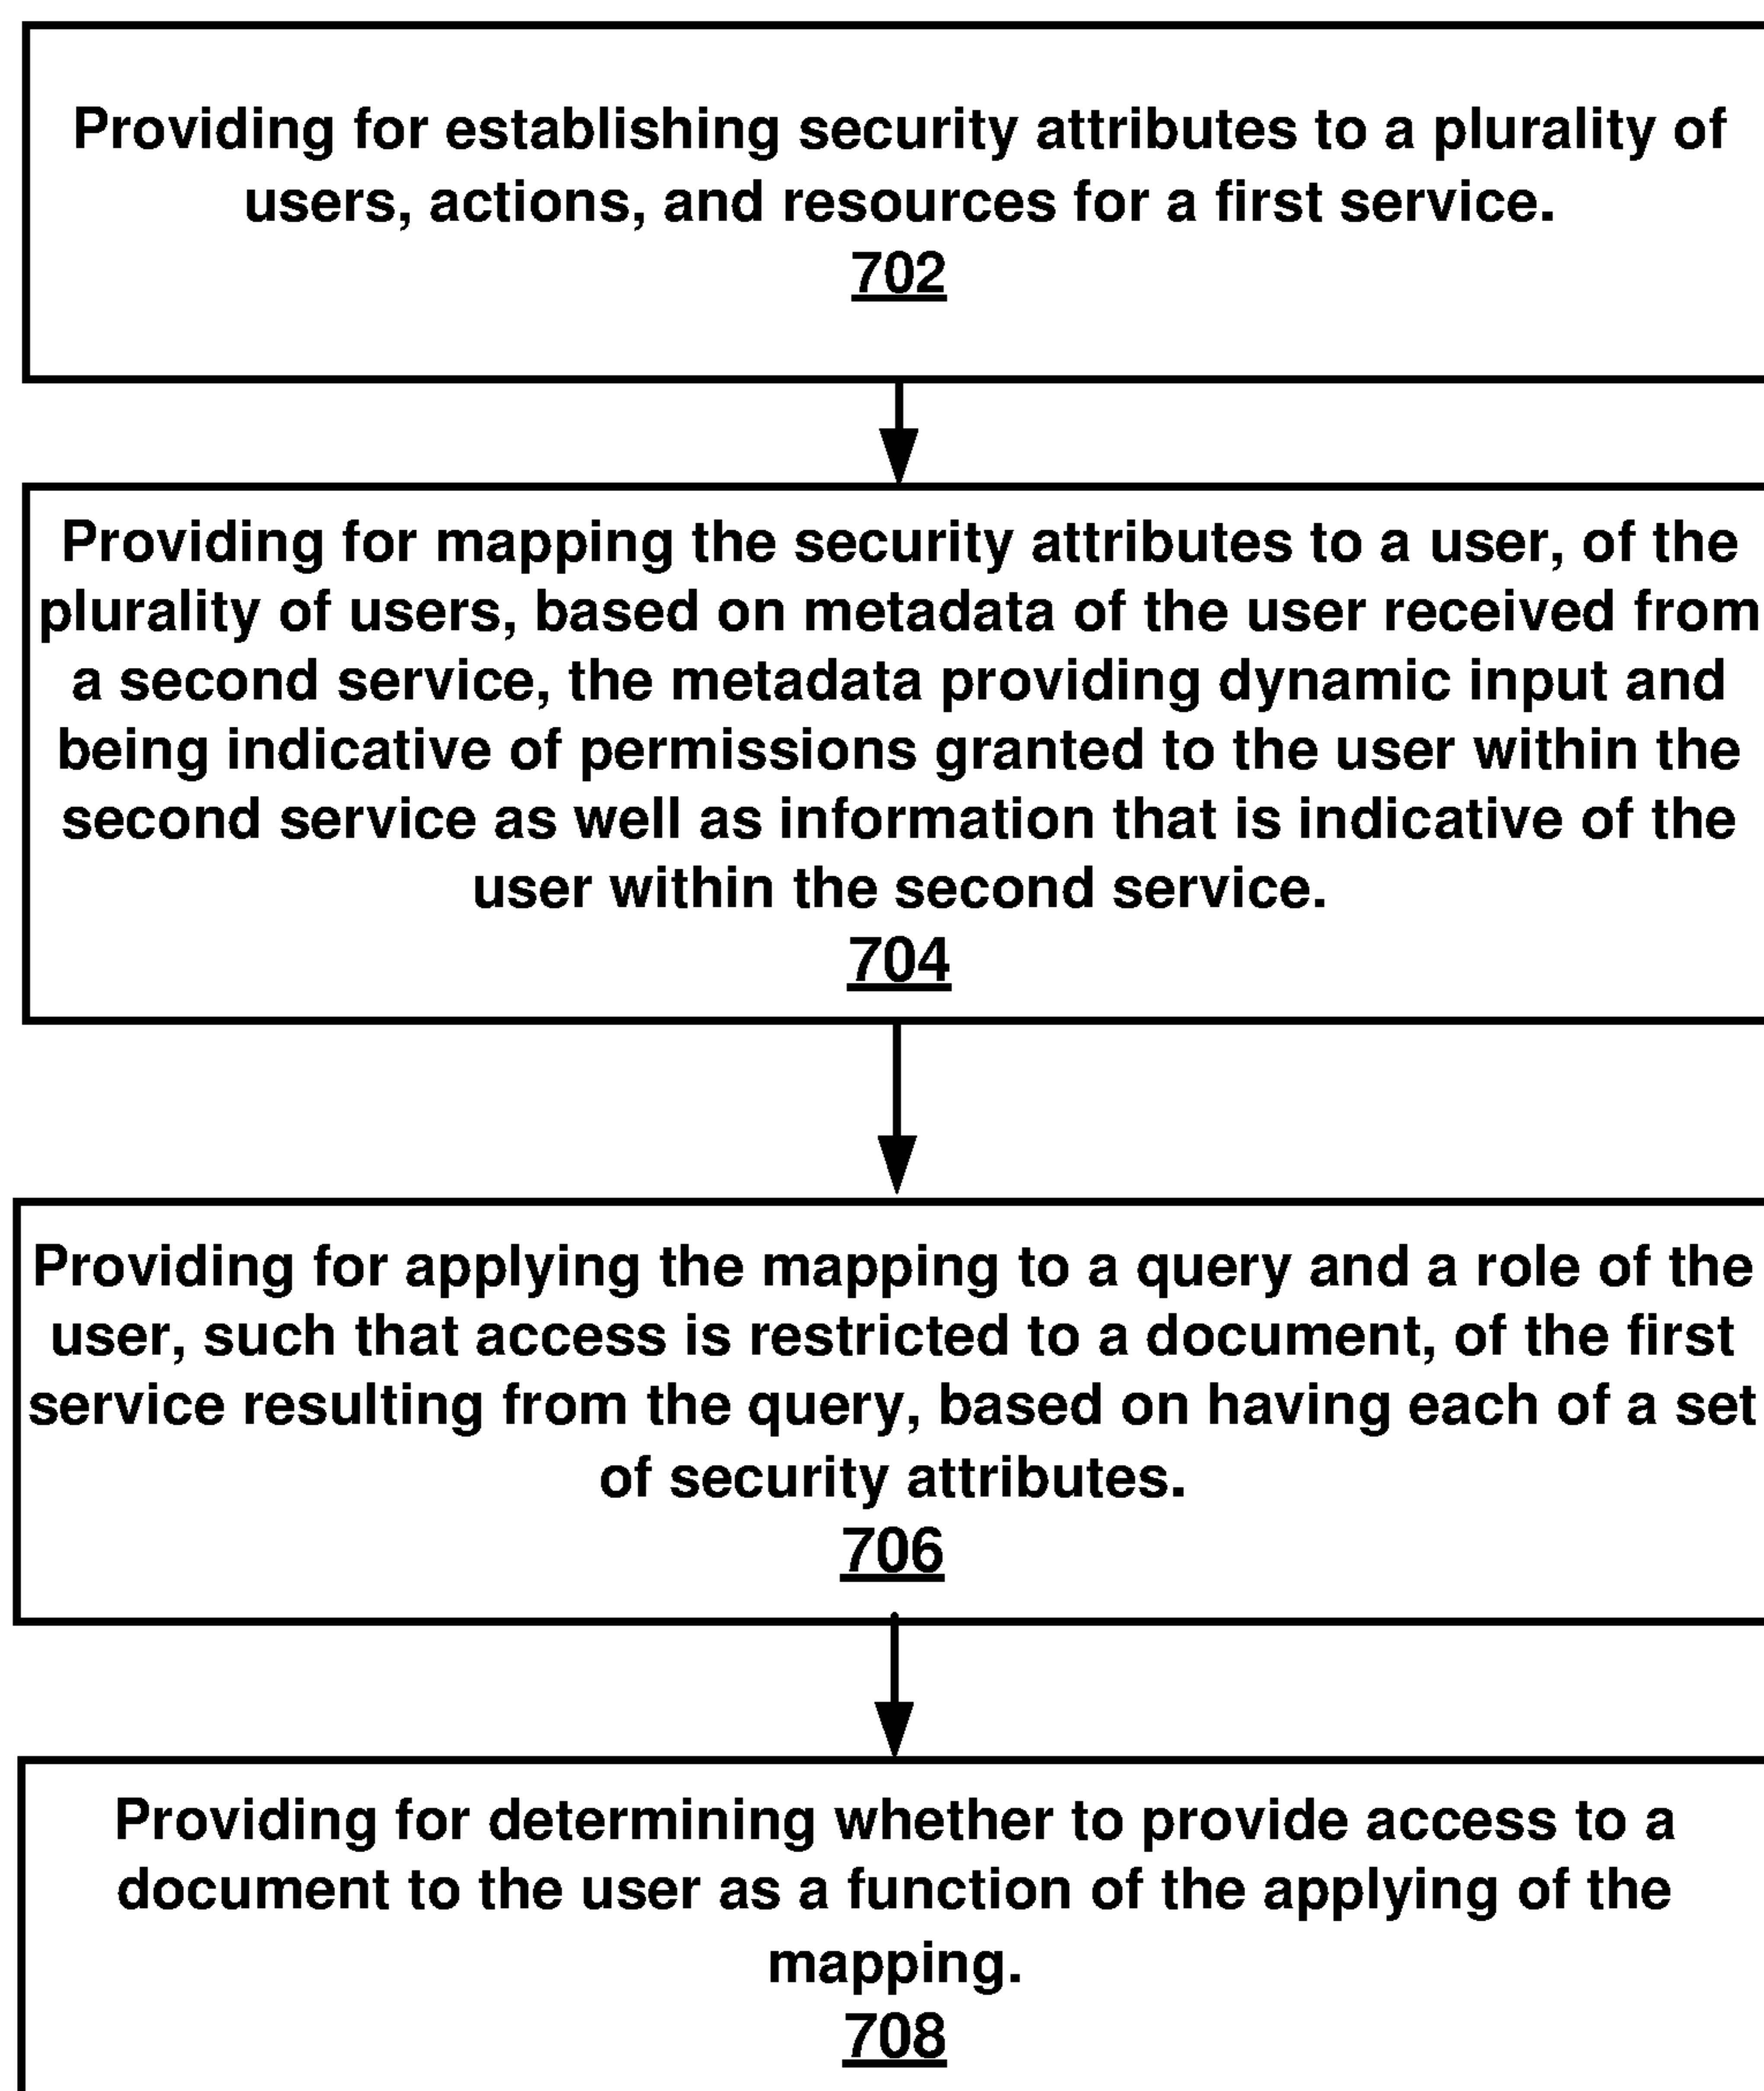 Providing for establishing security attributes to a plurality of
users, actions, and resources for a first service.
702
Providing for mapping the security attributes to a user, of the
plurality of users, based on metadata of the user received from
a second service, the metadata providing dynamic input and
being indicative of permissions granted to the user within the
second service as well as information that is indicative of the
user within the second service.
704
Providing for applying the mapping to a query and a role of the
user, such that access is restricted to a document, of the first
service resulting from the query, based on having each of a set
of security attributes.
706
Providing for determining whether to provide access to a
document to the user as a function of the applying of the
mapping.
708